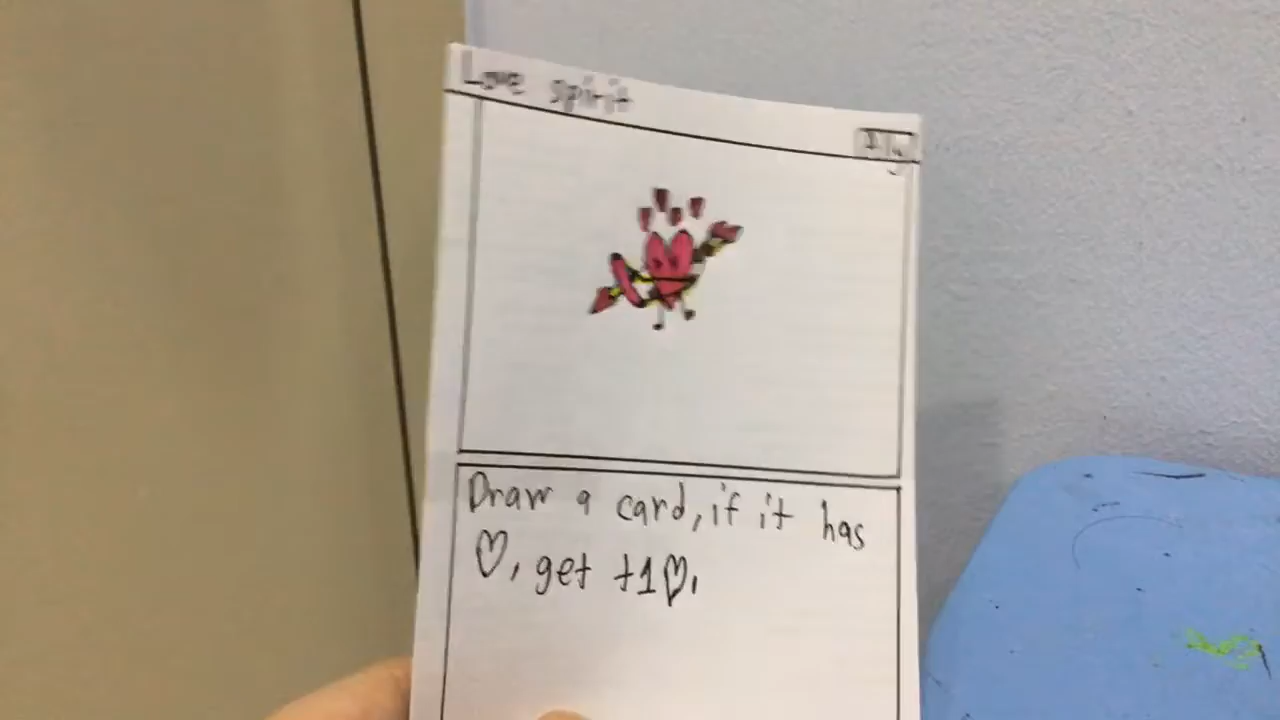 Love spirit
Draw a card, if it has
♡, get +1♡.